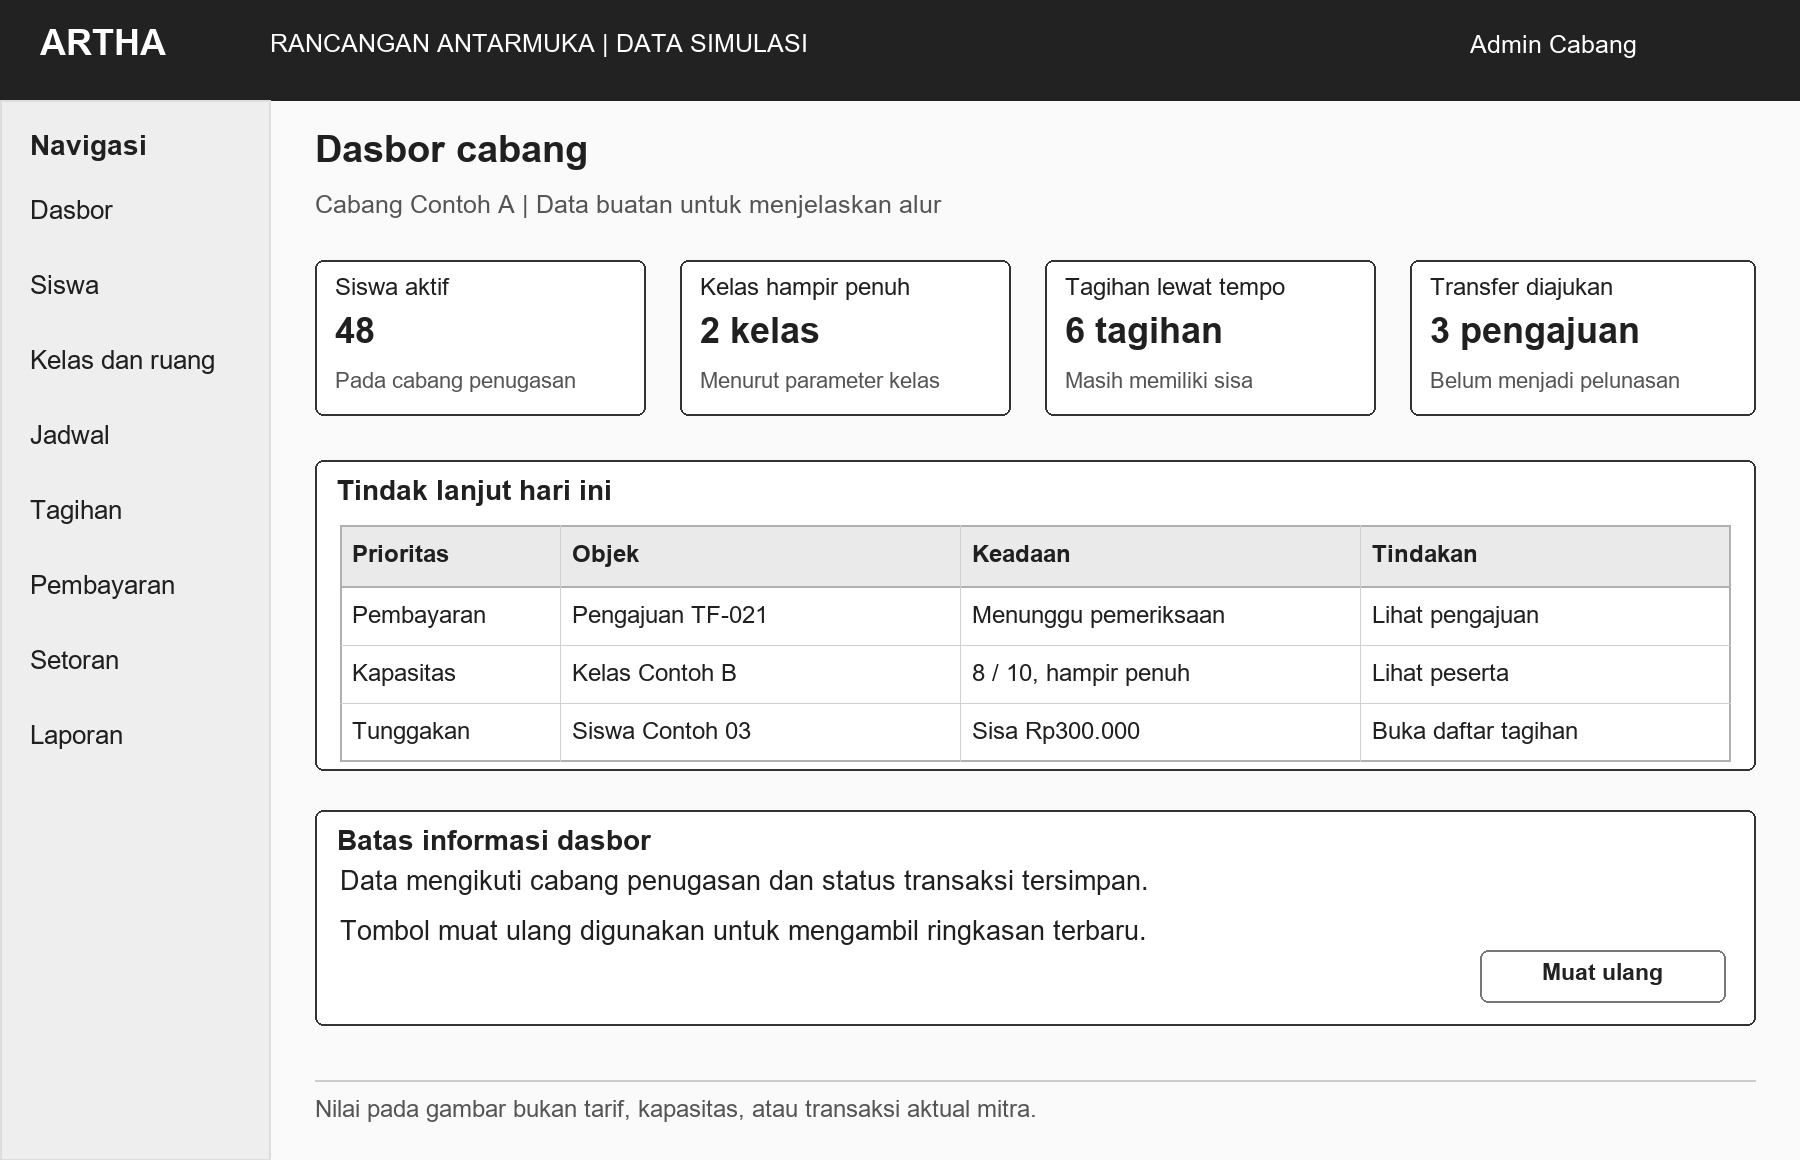 ARTHA
RANCANGAN ANTARMUKA | DATA SIMULASI
Admin Cabang
Navigasi
Dasbor
Siswa
Kelas dan ruang
Jadwal
Tagihan
Pembayaran
Setoran
Laporan
Dasbor cabang
Cabang Contoh A | Data buatan untuk menjelaskan alur
Siswa aktif
48
Pada cabang penugasan
Kelas hampir penuh
2 kelas
Menurut parameter kelas
Tagihan lewat tempo
6 tagihan
Masih memiliki sisa
Transfer diajukan
3 pengajuan
Belum menjadi pelunasan
Tindak lanjut hari ini
Prioritas Objek Keadaan Tindakan
Pembayaran Pengajuan TF-021 Menunggu pemeriksaan Lihat pengajuan
Kapasitas Kelas Contoh B 8 / 10, hampir penuh Lihat peserta
Tunggakan Siswa Contoh 03 Sisa Rp300.000 Buka daftar tagihan
Batas informasi dasbor
Data mengikuti cabang penugasan dan status transaksi tersimpan.
Tombol muat ulang digunakan untuk mengambil ringkasan terbaru.
Muat ulang
Nilai pada gambar bukan tarif, kapasitas, atau transaksi aktual mitra.